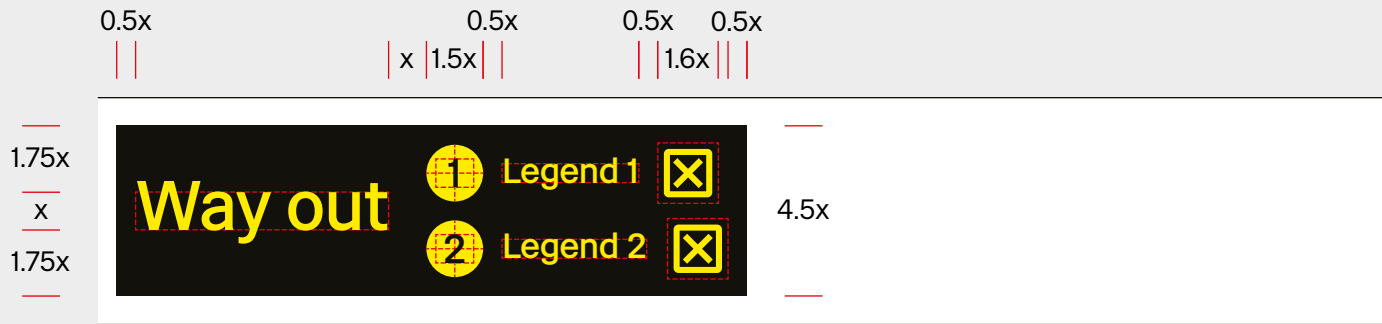 0.5x 0.5x 0.5x 0.5x
x 1.5x 1.6x
1.75x
x
1.75x
Way out
1 Legend 1
2 Legend 2
4.5x